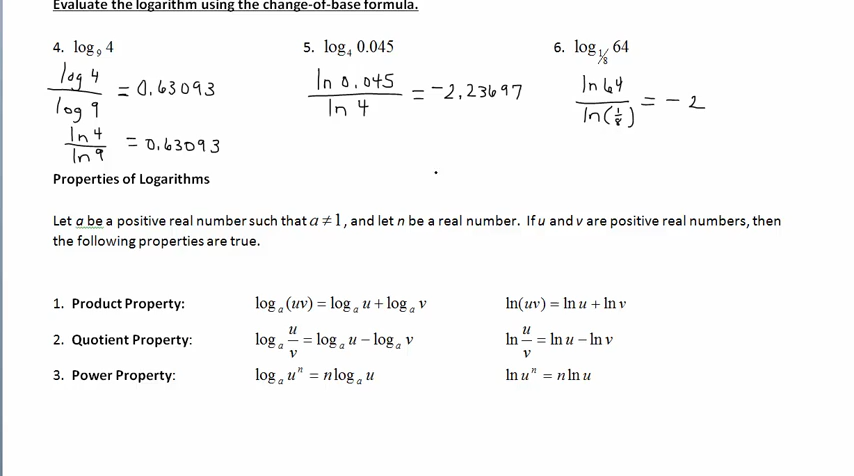 Evaluate the logarithm using the change-of-base formula.
4. log₉ 4 5. log₄ 0.045 6. log_{1/8} 64
log 4 / log 9 = 0.63093 ln 0.045 / ln 4 = -2.23697 ln 64 / ln(1/8) = -2
ln 4 / ln 9 = 0.63093
Properties of Logarithms
Let a be a positive real number such that a ≠ 1, and let n be a real number. If u and v are positive real numbers, then
the following properties are true.
1. Product Property: logₐ(uv) = logₐ u + logₐ v ln(uv) = ln u + ln v
2. Quotient Property: logₐ u/v = logₐ u − logₐ v ln u/v = ln u − ln v
3. Power Property: logₐ uⁿ = n logₐ u ln uⁿ = n ln u